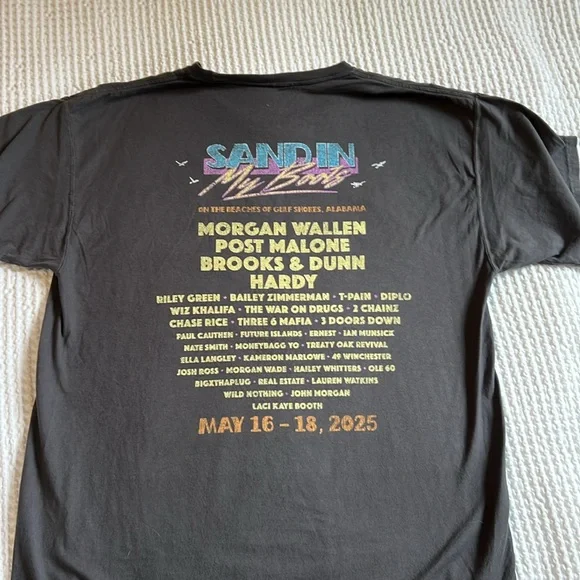 SAND IN
My Boots
ON THE BEACHES OF GULF SHORES, ALABAMA
MORGAN WALLEN
POST MALONE
BROOKS & DUNN
HARDY
RILEY GREEN • BAILEY ZIMMERMAN • T-PAIN • DIPLO
WIZ KHALIFA • THE WAR ON DRUGS • 2 CHAINZ
CHASE RICE • THREE 6 MAFIA • 3 DOORS DOWN
PAUL CAUTHEN • FUTURE ISLANDS • ERNEST • IAN MUNSICK
NATE SMITH • MONEYBAGG YO • TREATY OAK REVIVAL
ELLA LANGLEY • KAMERON MARLOWE • 49 WINCHESTER
JOSH ROSS • MORGAN WADE • HAILEY WHITTERS • OLE 60
BIGXTHAPLUG • REAL ESTATE • LAUREN WATKINS
WILD NOTHING • JOHN MORGAN
LACI KAYE BOOTH
MAY 16 – 18, 2025